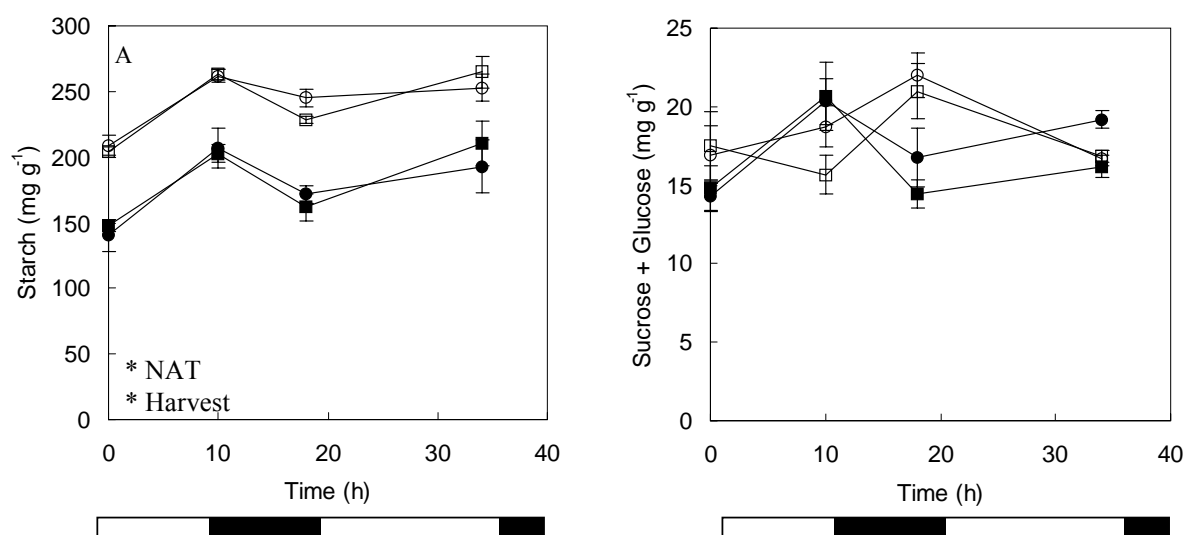 A
Starch (mg g⁻¹)
300
250
200
150
100
50
0
* NAT
* Harvest
0 10 20 30 40
Time (h)
Sucrose + Glucose (mg g⁻¹)
25
20
15
10
5
0
0 10 20 30 40
Time (h)